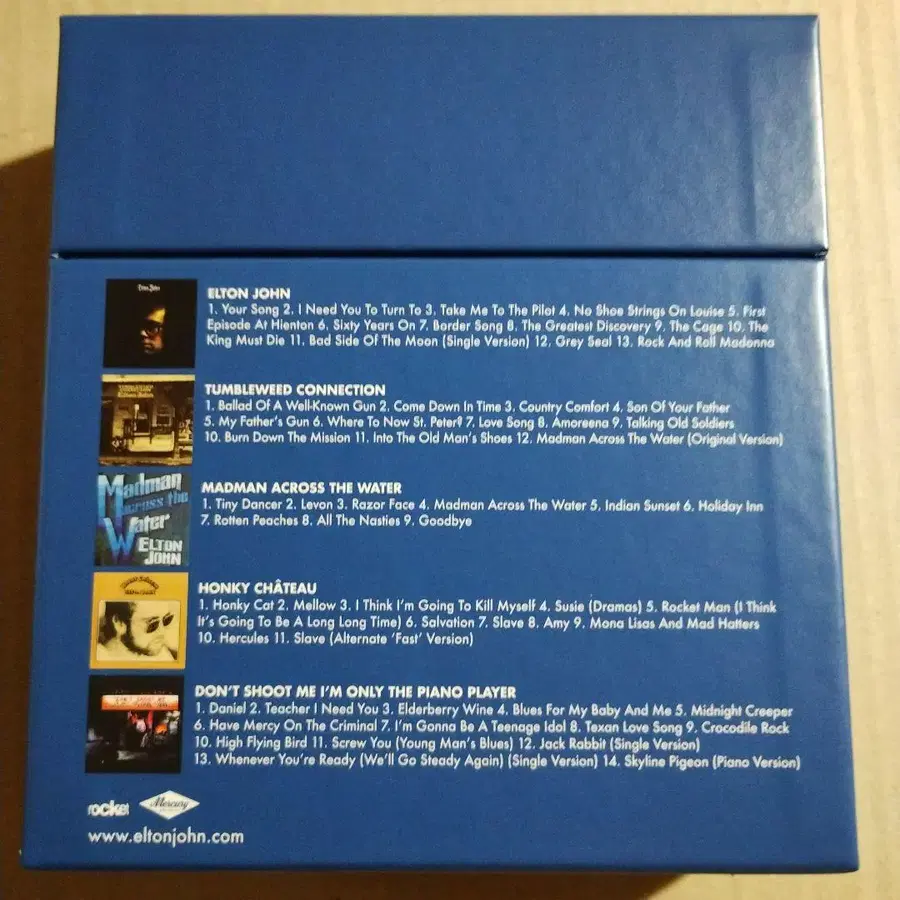 ELTON JOHN
1. Your Song 2. I Need You To Turn To 3. Take Me To The Pilot 4. No Shoe Strings On Louise 5. First
Episode At Hienton 6. Sixty Years On 7. Border Song 8. The Greatest Discovery 9. The Cage 10. The
King Must Die 11. Bad Side Of The Moon (Single Version) 12. Grey Seal 13. Rock And Roll Madonna
TUMBLEWEED CONNECTION
1. Ballad Of A Well-Known Gun 2. Come Down In Time 3. Country Comfort 4. Son Of Your Father
5. My Father's Gun 6. Where To Now St. Peter? 7. Love Song 8. Amoreena 9. Talking Old Soldiers
10. Burn Down The Mission 11. Into The Old Man's Shoes 12. Madman Across The Water (Original Version)
Madman
across the
Water
ELTON
JOHN
MADMAN ACROSS THE WATER
1. Tiny Dancer 2. Levon 3. Razor Face 4. Madman Across The Water 5. Indian Sunset 6. Holiday Inn
7. Rotten Peaches 8. All The Nasties 9. Goodbye
HONKY CHÂTEAU
1. Honky Cat 2. Mellow 3. I Think I'm Going To Kill Myself 4. Susie (Dramas) 5. Rocket Man (I Think
It's Going To Be A Long Long Time) 6. Salvation 7. Slave 8. Amy 9. Mona Lisas And Mad Hatters
10. Hercules 11. Slave (Alternate 'Fast' Version)
DON'T SHOOT ME I'M ONLY THE PIANO PLAYER
1. Daniel 2. Teacher I Need You 3. Elderberry Wine 4. Blues For My Baby And Me 5. Midnight Creeper
6. Have Mercy On The Criminal 7. I'm Gonna Be A Teenage Idol 8. Texan Love Song 9. Crocodile Rock
10. High Flying Bird 11. Screw You (Young Man's Blues) 12. Jack Rabbit (Single Version)
13. Whenever You're Ready (We'll Go Steady Again) (Single Version) 14. Skyline Pigeon (Piano Version)
rocket Mercury
www.eltonjohn.com